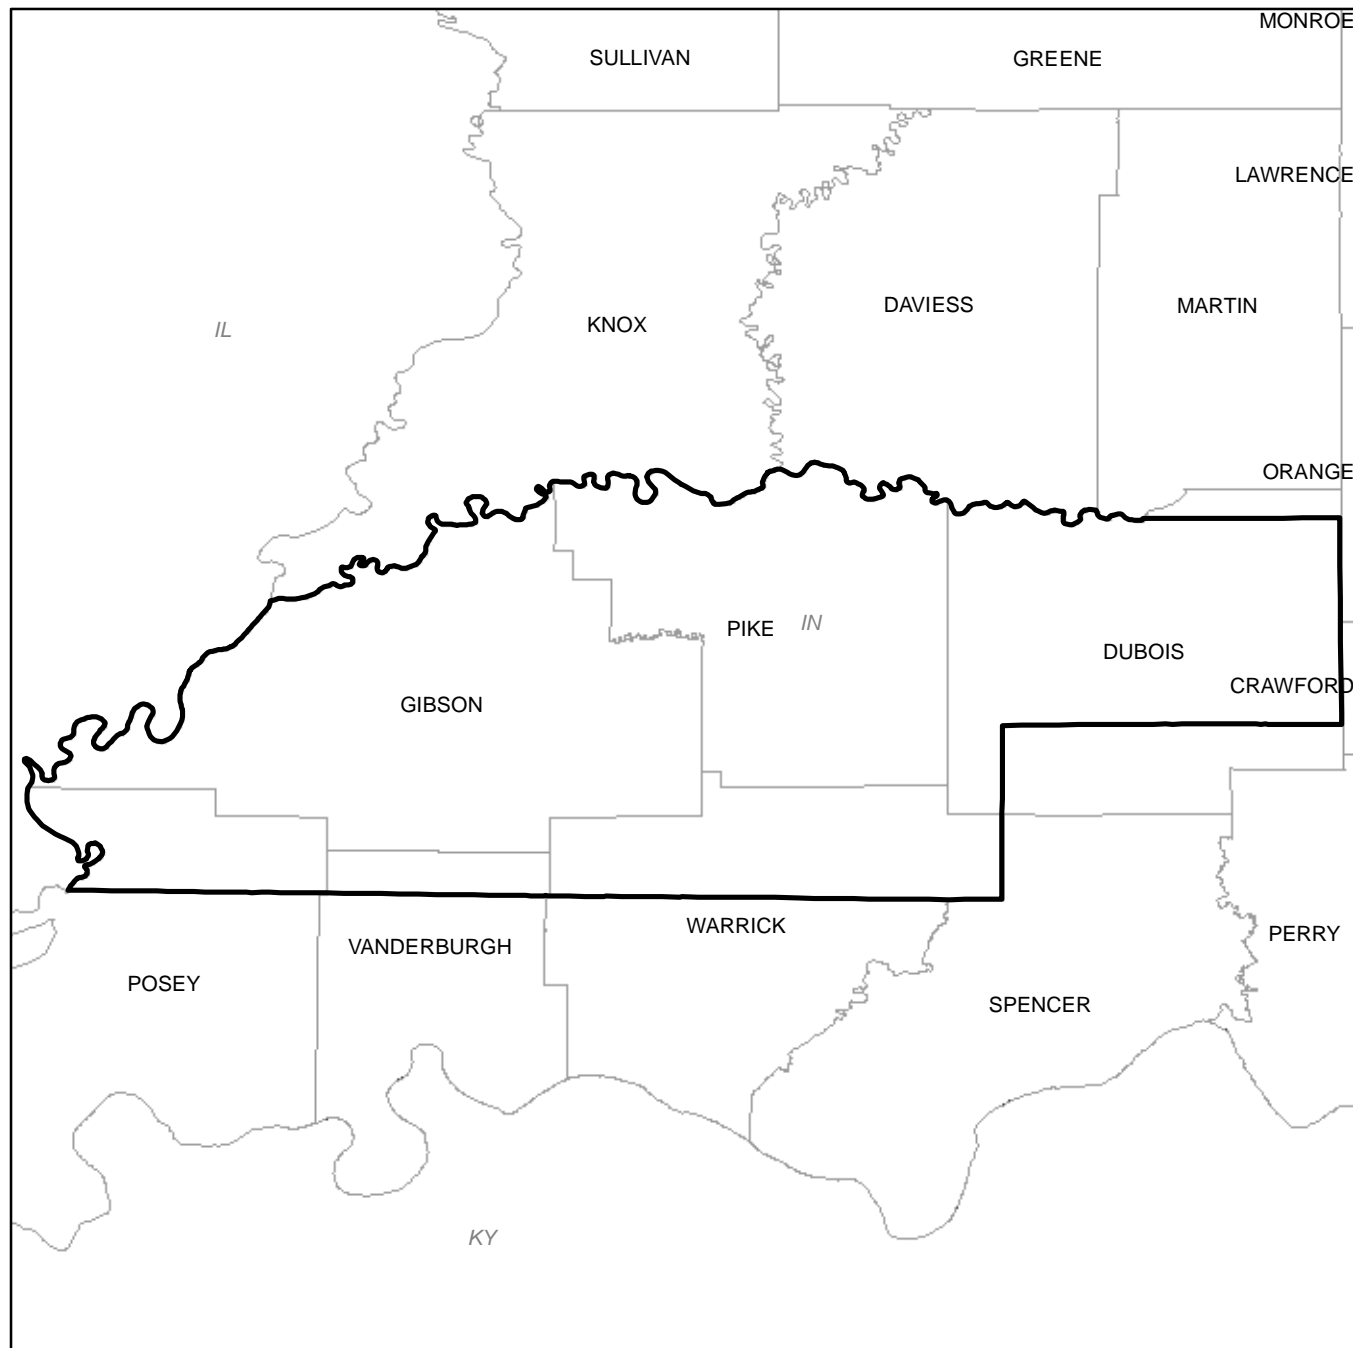 MONROE
SULLIVAN
GREENE
LAWRENCE
DAVIESS
MARTIN
KNOX
IL
ORANGE
IN
PIKE
DUBOIS
CRAWFORD
GIBSON
WARRICK
PERRY
VANDERBURGH
POSEY
SPENCER
KY